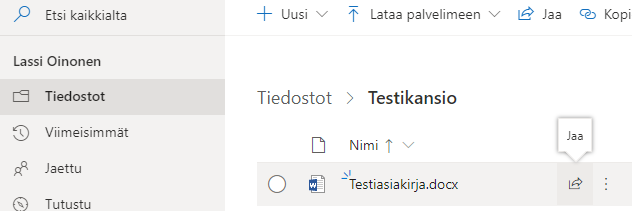 Etsi kaikkialta
Uusi
Lataa palvelimeen
Jaa
Kopi
Lassi Oinonen
Tiedostot
Viimeisimmät
Jaettu
Tutustu
Tiedostot > Testikansio
Jaa
Nimi ↑
Testiasiakirja.docx